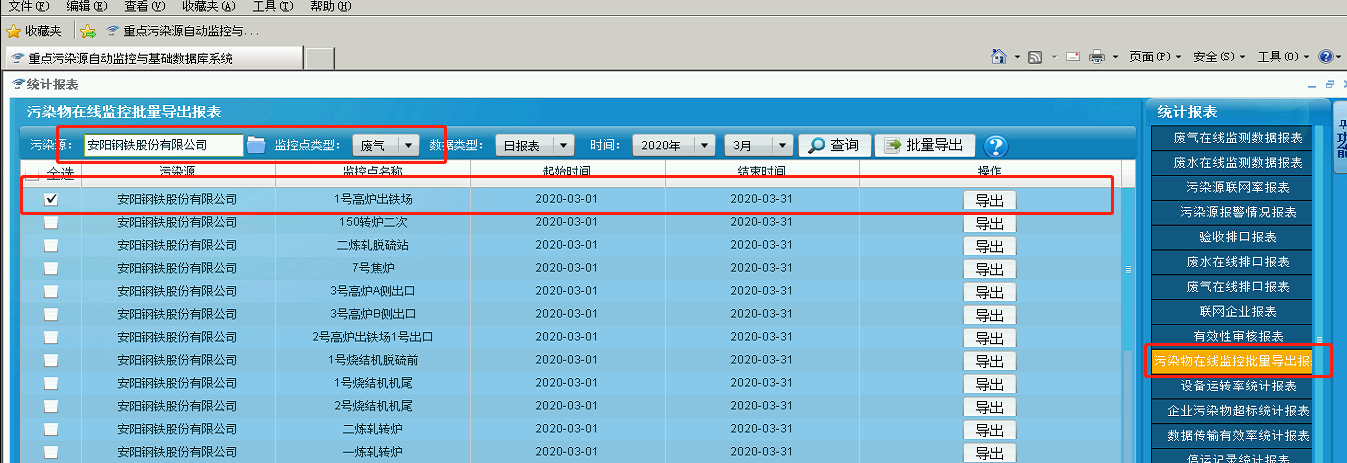 文件(F) 编辑(E) 查看(V) 收藏夹(A) 工具(T) 帮助(H)
收藏夹 重点污染源自动监控与...
重点污染源自动监控与基础数据库系统
页面(P) 安全(S) 工具(O)
统计报表
污染物在线监控批量导出报表
污染源: 安阳钢铁股份有限公司 监控点类型: 废气 数据类型: 日报表 时间: 2020年 3月 查询 批量导出
全选 污染源 监控点名称 起始时间 结束时间 操作
安阳钢铁股份有限公司 1号高炉出铁场 2020-03-01 2020-03-31 导出
安阳钢铁股份有限公司 150转炉二次 2020-03-01 2020-03-31 导出
安阳钢铁股份有限公司 二炼轧脱硫站 2020-03-01 2020-03-31 导出
安阳钢铁股份有限公司 7号焦炉 2020-03-01 2020-03-31 导出
安阳钢铁股份有限公司 3号高炉A侧出口 2020-03-01 2020-03-31 导出
安阳钢铁股份有限公司 3号高炉B侧出口 2020-03-01 2020-03-31 导出
安阳钢铁股份有限公司 2号高炉出铁场1号出口 2020-03-01 2020-03-31 导出
安阳钢铁股份有限公司 1号烧结机脱硫前 2020-03-01 2020-03-31 导出
安阳钢铁股份有限公司 1号烧结机机尾 2020-03-01 2020-03-31 导出
安阳钢铁股份有限公司 2号烧结机机尾 2020-03-01 2020-03-31 导出
安阳钢铁股份有限公司 二炼轧转炉 2020-03-01 2020-03-31 导出
安阳钢铁股份有限公司 一炼轧转炉 2020-03-01 2020-03-31 导出
统计报表
废气在线监测数据报表
废水在线监测数据报表
污染源联网率报表
污染源报警情况报表
验收排口报表
废水在线排口报表
废气在线排口报表
联网企业报表
有效性审核报表
污染物在线监控批量导出报
设备运转率统计报表
企业污染物超标统计报表
数据传输有效率统计报表
停运记录统计报表
功能